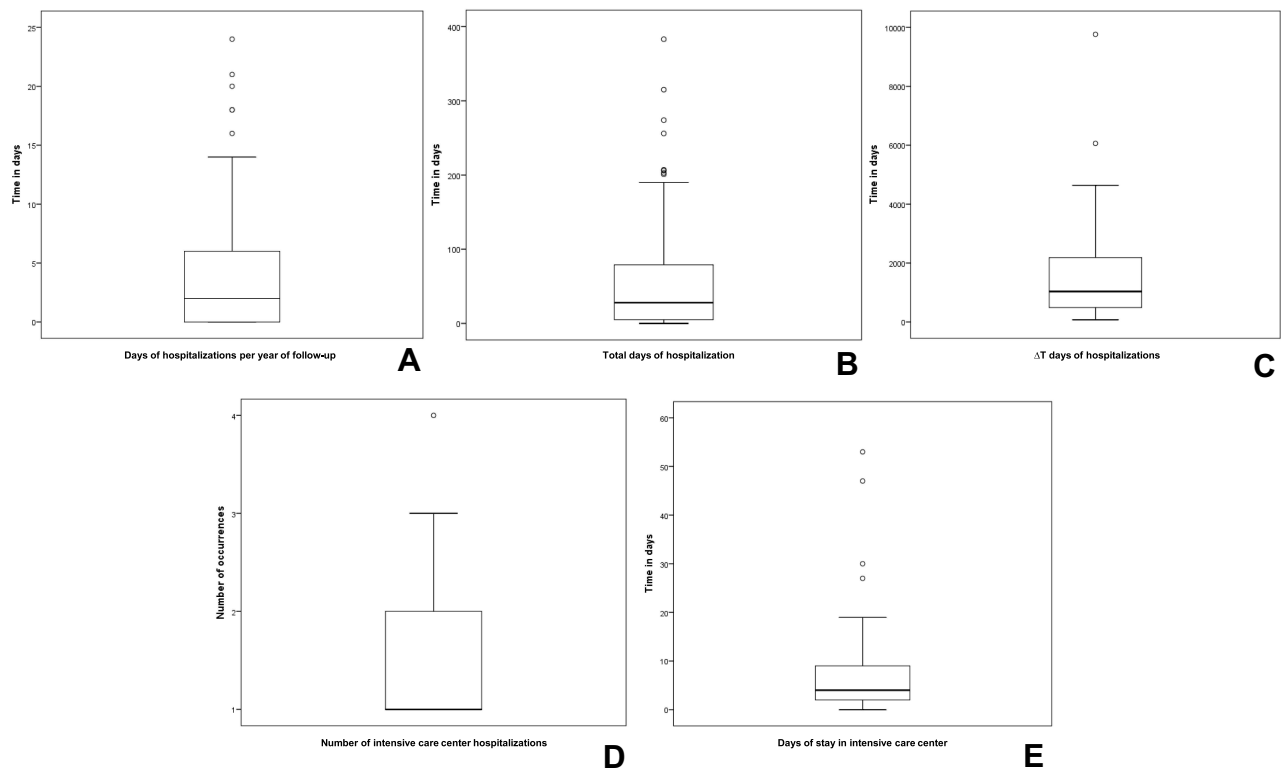 25
20
15
10
5
0
Time in days
Days of hospitalizations per year of follow-up
A
400
300
200
100
0
Time in days
Total days of hospitalization
B
10000
8000
6000
4000
2000
0
Time in days
ΔT days of hospitalizations
C
4
3
2
1
Number of occurrences
Number of intensive care center hospitalizations
D
60
50
40
30
20
10
0
Time in days
Days of stay in intensive care center
E